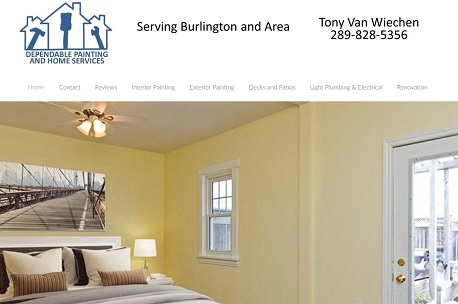 Serving Burlington and Area
Tony Van Wiechen
289-828-5356
DEPENDABLE PAINTING
AND HOME SERVICES
Home Contact Reviews Interior Painting Exterior Painting Decks and Patios Light Plumbing & Electrical Renovation